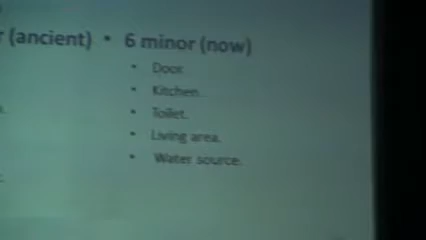 (ancient) • 6 minor (now)
• Door.
• Kitchen.
• Toilet.
• Living area.
• Water source.